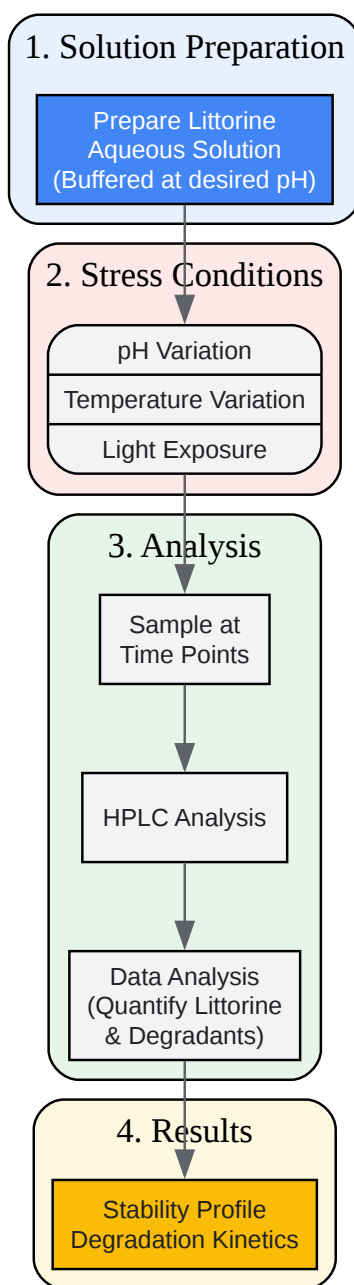 1. Solution Preparation
Prepare Littorine
Aqueous Solution
(Buffered at desired pH)
2. Stress Conditions
pH Variation
Temperature Variation
Light Exposure
3. Analysis
Sample at
Time Points
HPLC Analysis
Data Analysis
(Quantify Littorine
& Degradants)
4. Results
Stability Profile
Degradation Kinetics